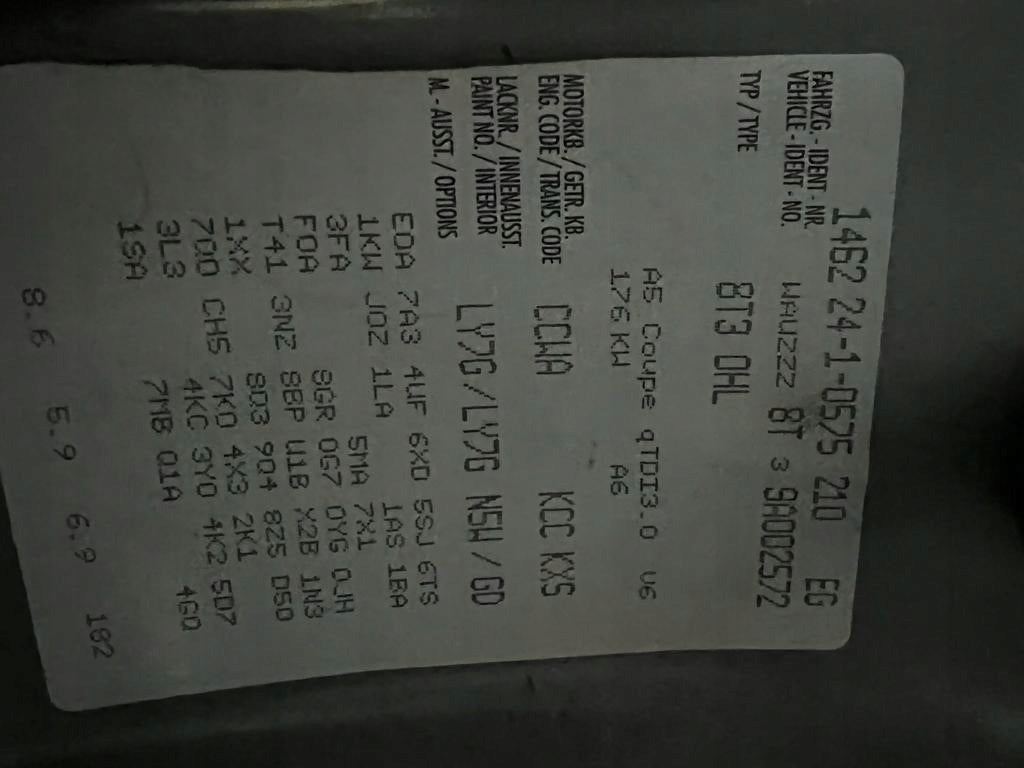 1462 24-1-0575 210 EG
FAHRZG. - IDENT - NR.
VEHICLE - IDENT - NO. WAUZZZ 8T 3 9A002572
TYP / TYPE 8T3 0HL
A5 Coupe qTDI3.0 V6
176 KW A6
MOTORKB. / GETR. KB.
ENG. CODE / TRANS. CODE CCWA KCC KXS
LACKNR. / INNENAUSST.
PAINT NO. / INTERIOR LY7G/LY7G N5W / GD
M. - AUSST. / OPTIONS
E0A 7A3 4UF 6XD 5SJ 6TS
1KW J0Z 1LA 1AS 1BA
3FA 5MA 7X1
F0A 8GR 0G7 0YG 0JH
T41 3NZ 8BP U1B X2B 1N3
8D3 9Q4 8Z5 D50
1XX 7K0 4X3 2K1
7Q0 CH5 4KC 3Y0 4K2 5D7
3L3 7MB 01A 4GQ
1SA
8.6 5.9 6.9 182